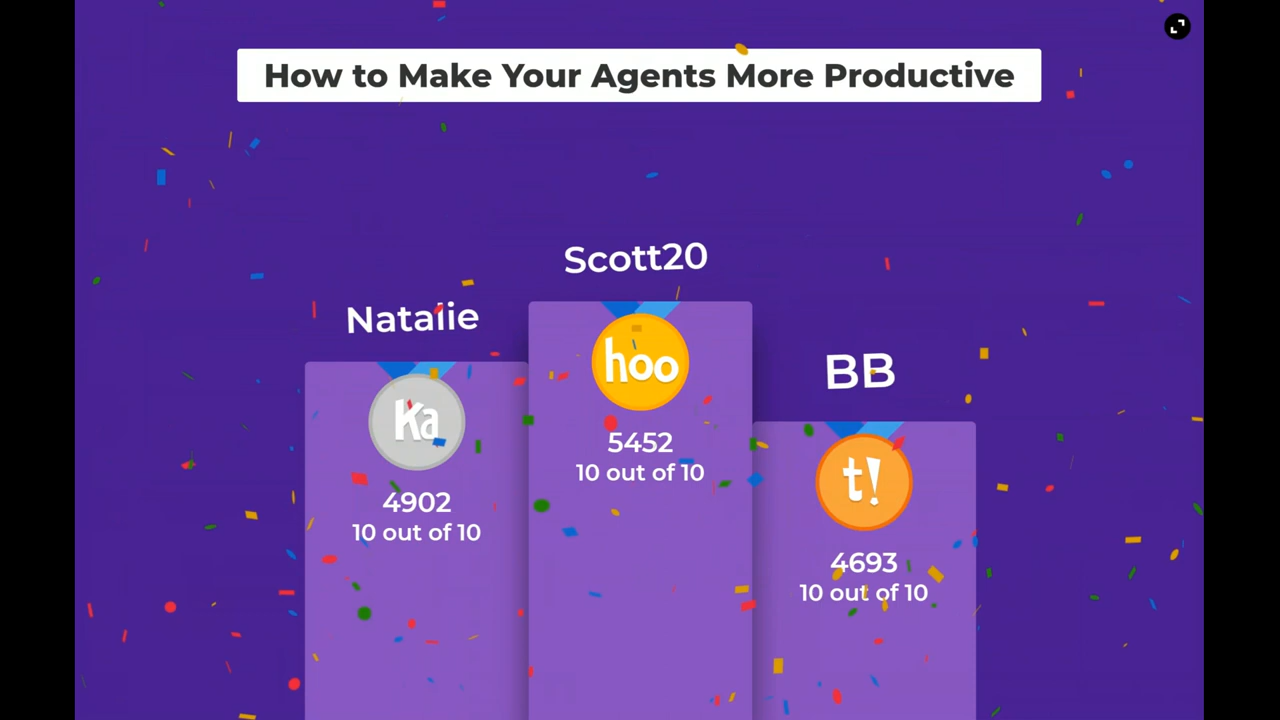 How to Make Your Agents More Productive
Scott20
Natalie
BB
hoo
5452
10 out of 10
Ka
4902
10 out of 10
t!
4693
10 out of 10